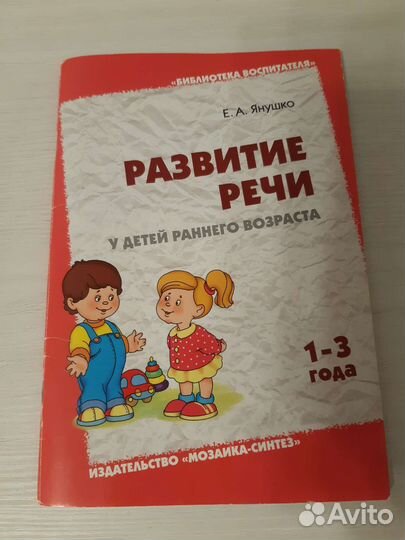 «БИБЛИОТЕКА ВОСПИТАТЕЛЯ»
Е. А. Янушко
РАЗВИТИЕ
РЕЧИ
У ДЕТЕЙ РАННЕГО ВОЗРАСТА
1-3
года
ИЗДАТЕЛЬСТВО «МОЗАИКА-СИНТЕЗ»
Avito